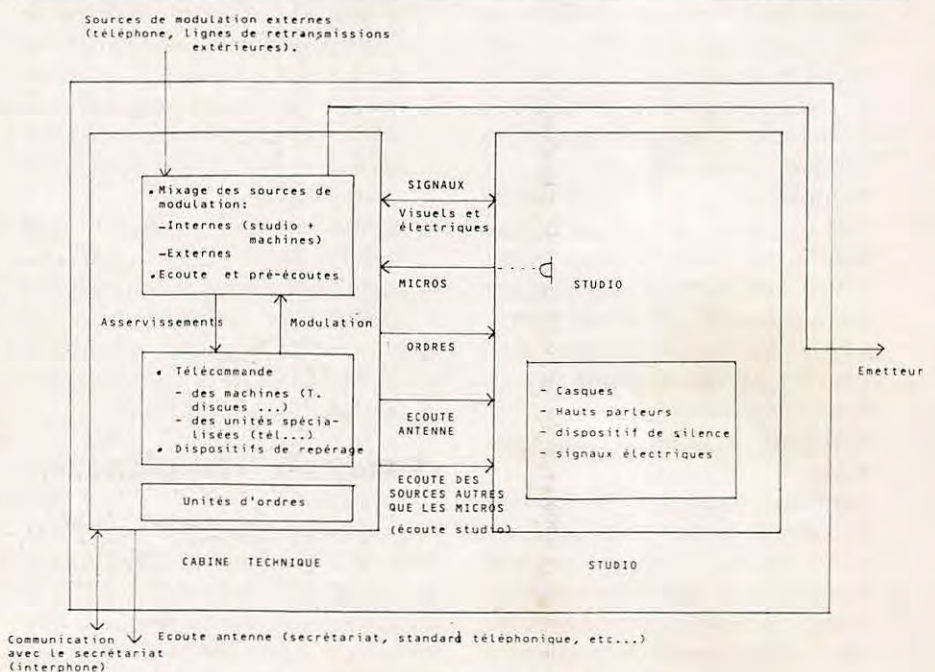 Sources de modulation externes
(téléphone, lignes de retransmissions
extérieures).
.Mixage des sources de
modulation:
-Internes (studio +
machines)
-Externes
.Ecoute et pré-écoutes
Asservissements
Modulation
• Télécommande
- des machines (T.
disques ...)
- des unités spécia-
lisées (tél...)
• Dispositifs de repérage
Unités d'ordres
CABINE TECHNIQUE
SIGNAUX
Visuels et
électriques
MICROS
ORDRES
ECOUTE
ANTENNE
ECOUTE DES
SOURCES AUTRES
QUE LES MICROS
(écoute studio)
STUDIO
- Casques
- Hauts parleurs
- dispositif de silence
- signaux électriques
STUDIO
Emetteur
Communication
avec le secrétariat
(interphone)
Ecoute antenne (secrétariat, standard téléphonique, etc...)